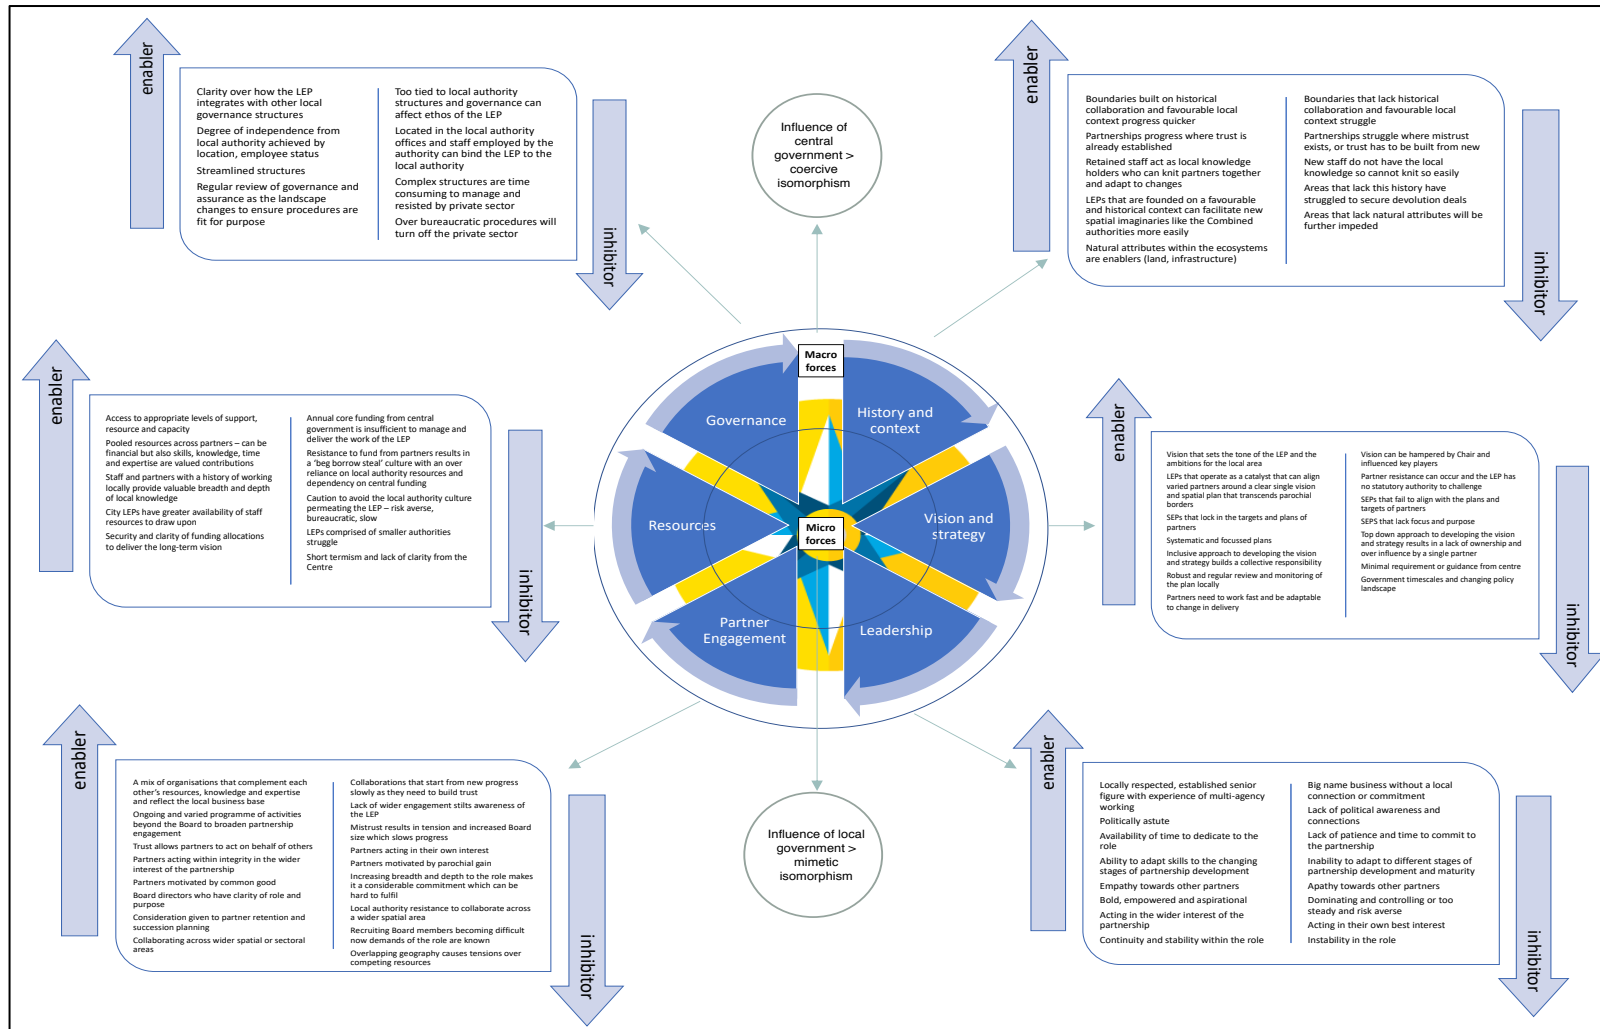 enabler
Clarity over how the LEP
integrates with other local
governance structures
Degree of independence from
local authority achieved by
location, employee status
Streamlined structures
Regular review of governance and
assurance as the landscape
changes to ensure procedures are
fit for purpose
Too tied to local authority
structures and governance can
affect ethos of the LEP
Located in the local authority
offices and staff employed by the
authority can bind the LEP to the
local authority
Complex structures are time
consuming to manage and
resisted by private sector
Over bureaucratic procedures will
turn off the private sector
inhibitor
Influence of
central
government >
coercive
isomorphism
enabler
Boundaries built on historical
collaboration and favourable local
context progress quicker
Partnerships progress where trust is
already established
Retained staff act as local knowledge
holders who can knit partners together
and adapt to changes
LEPs that are founded on a favourable
and historical context can facilitate new
spatial imaginaries like the Combined
authorities more easily
Natural attributes within the ecosystems
are enablers (land, infrastructure)
Boundaries that lack historical
collaboration and favourable local
context struggle
Partnerships struggle where mistrust
exists, or trust has to be built from new
New staff do not have the local
knowledge so cannot knit so easily
Areas that lack this history have
struggled to secure devolution deals
Areas that lack natural attributes will be
further impeded
inhibitor
enabler
Access to appropriate levels of support,
resource and capacity
Pooled resources across partners – can be
financial but also skills, knowledge, time
and expertise are valued contributions
Staff and partners with a history of working
locally provide valuable breadth and depth
of local knowledge
City LEPs have greater availability of staff
resources to draw upon
Security and clarity of funding allocations
to deliver the long-term vision
Annual core funding from central
government is insufficient to manage and
deliver the work of the LEP
Resistance to fund from partners results in
a ‘beg borrow steal’ culture with an over
reliance on local authority resources and
dependency on central funding
Caution to avoid the local authority culture
permeating the LEP – risk averse,
bureaucratic, slow
LEPs comprised of smaller authorities
struggle
Short termism and lack of clarity from the
Centre
inhibitor
Macro
forces
Governance
History and
context
Resources
Micro
forces
Vision and
strategy
Partner
Engagement
Leadership
enabler
Vision that sets the tone of the LEP and the
ambitions for the local area
LEPs that operate as a catalyst that can align
varied partners around a clear single vision
and spatial plan that transcends parochial
borders
SEPs that lock in the targets and plans of
partners
Systematic and focussed plans
Inclusive approach to developing the vision
and strategy builds a collective responsibility
Robust and regular review and monitoring of
the plan locally
Partners need to work fast and be adaptable
to change in delivery
Vision can be hampered by Chair and
influenced key players
Partner resistance can occur and the LEP has
no statutory authority to challenge
SEPs that fail to align with the plans and
targets of partners
SEPS that lack focus and purpose
Top down approach to developing the vision
and strategy results in a lack of ownership and
over influence by a single partner
Minimal requirement or guidance from centre
Government timescales and changing policy
landscape
inhibitor
enabler
A mix of organisations that complement each
other’s resources, knowledge and expertise
and reflect the local business base
Ongoing and varied programme of activities
beyond the Board to broaden partnership
engagement
Trust allows partners to act on behalf of others
Partners acting within integrity in the wider
interest of the partnership
Partners motivated by common good
Board directors who have clarity of role and
purpose
Consideration given to partner retention and
succession planning
Collaborating across wider spatial or sectoral
areas
Collaborations that start from new progress
slowly as they need to build trust
Lack of wider engagement stilts awareness of
the LEP
Mistrust results in tension and increased Board
size which slows progress
Partners acting in their own interest
Partners motivated by parochial gain
Increasing breadth and depth to the role makes
it a considerable commitment which can be
hard to fulfil
Local authority resistance to collaborate across
a wider spatial area
Recruiting Board members becoming difficult
now demands of the role are known
Overlapping geography causes tensions over
competing resources
inhibitor
Influence of local
government >
mimetic
isomorphism
enabler
Locally respected, established senior
figure with experience of multi-agency
working
Politically astute
Availability of time to dedicate to the
role
Ability to adapt skills to the changing
stages of partnership development
Empathy towards other partners
Bold, empowered and aspirational
Acting in the wider interest of the
partnership
Continuity and stability within the role
Big name business without a local
connection or commitment
Lack of political awareness and
connections
Lack of patience and time to commit to
the partnership
Inability to adapt to different stages of
partnership development and maturity
Apathy towards other partners
Dominating and controlling or too
steady and risk averse
Acting in their own best interest
Instability in the role
inhibitor